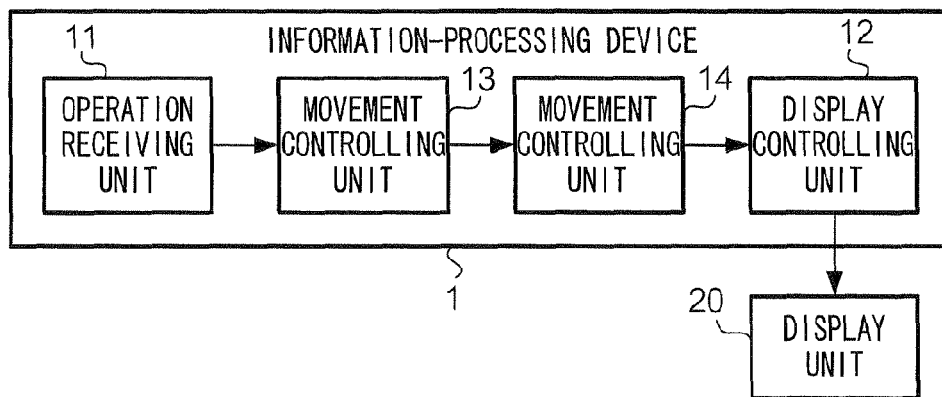 INFORMATION-PROCESSING DEVICE
11
OPERATION
RECEIVING
UNIT
13
MOVEMENT
CONTROLLING
UNIT
14
MOVEMENT
CONTROLLING
UNIT
12
DISPLAY
CONTROLLING
UNIT
1
20
DISPLAY
UNIT